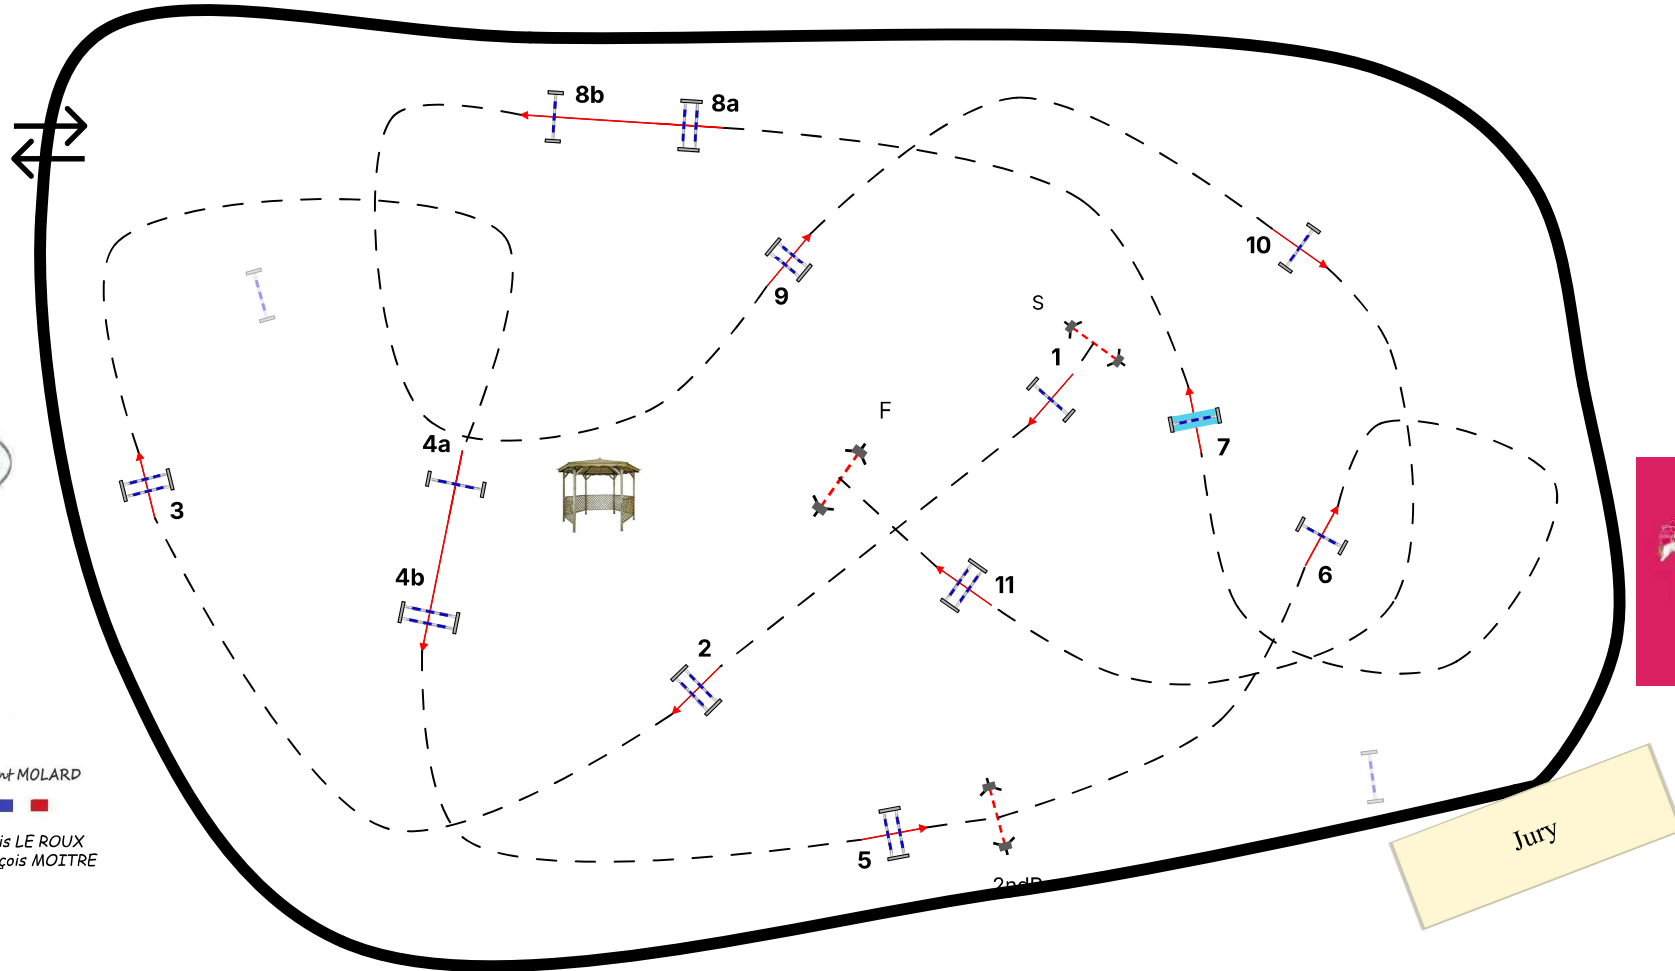 8b
8a
10
9
S
1
F
4a
7
3
4b
6
11
2
nt MOLARD
is LE ROUX
çois MOITRE
5
Jury